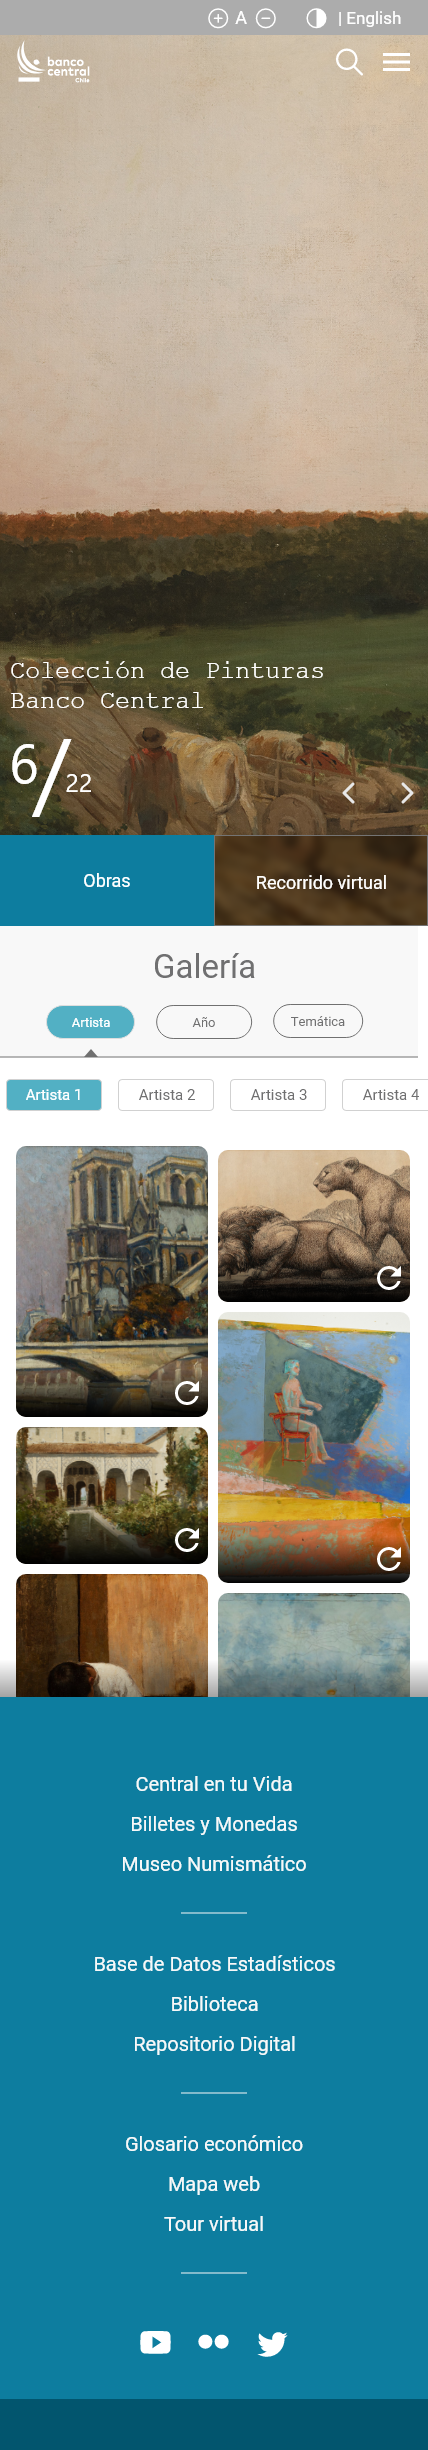 A | English
banco
central
Chile
Colección de Pinturas
Banco Central
6/22
Obras Recorrido virtual
Galería
Artista Año Temática
Artista 1 Artista 2 Artista 3 Artista 4
Central en tu Vida
Billetes y Monedas
Museo Numismático
Base de Datos Estadísticos
Biblioteca
Repositorio Digital
Glosario económico
Mapa web
Tour virtual